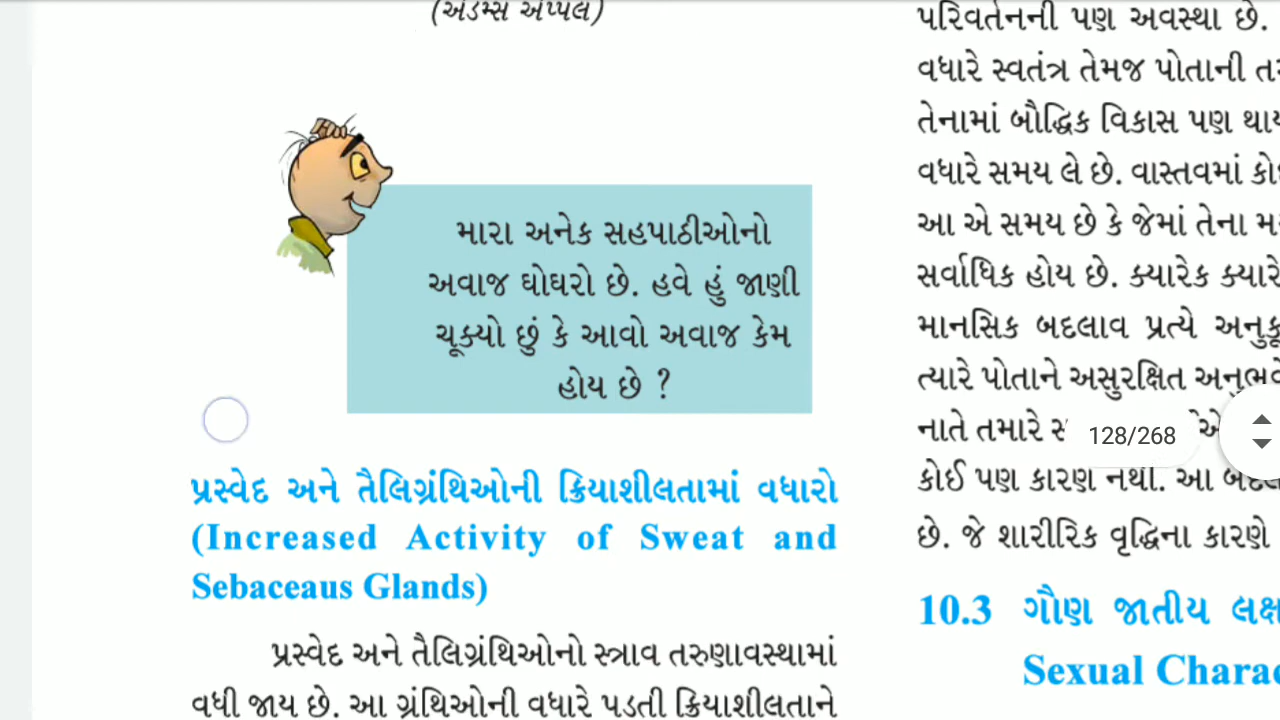 (એડમ્સ એપ્પલ)
મારા અનેક સહપાઠીઓનો
અવાજ ઘોઘરો છે. હવે હું જાણી
ચૂક્યો છું કે આવો અવાજ કેમ
હોય છે ?
પ્રસ્વેદ અને તૈલિગ્રંથિઓની ક્રિયાશીલતામાં વધારો
(Increased Activity of Sweat and
Sebaceaus Glands)
પ્રસ્વેદ અને તૈલિગ્રંથિઓનો સ્ત્રાવ તરુણાવસ્થામાં
વધી જાય છે. આ ગ્રંથિઓની વધારે પડતી ક્રિયાશીલતાને
પરિવર્તનની પણ અવસ્થા છે.
વધારે સ્વતંત્ર તેમજ પોતાની
તેનામાં બૌદ્ધિક વિકાસ પણ
વધારે સમય લે છે. વાસ્તવમાં
આ એ સમય છે કે જેમાં તેના
સર્વાધિક હોય છે. ક્યારેક
માનસિક બદલાવ પ્રત્યે
ત્યારે પોતાને અસુરક્ષિત
નાતે તમારે
કોઈ પણ કારણ નથી. આ
છે. જે શારીરિક વૃદ્ધિના કારણે
10.3 ગૌણ જાતીય
Sexual
128/268